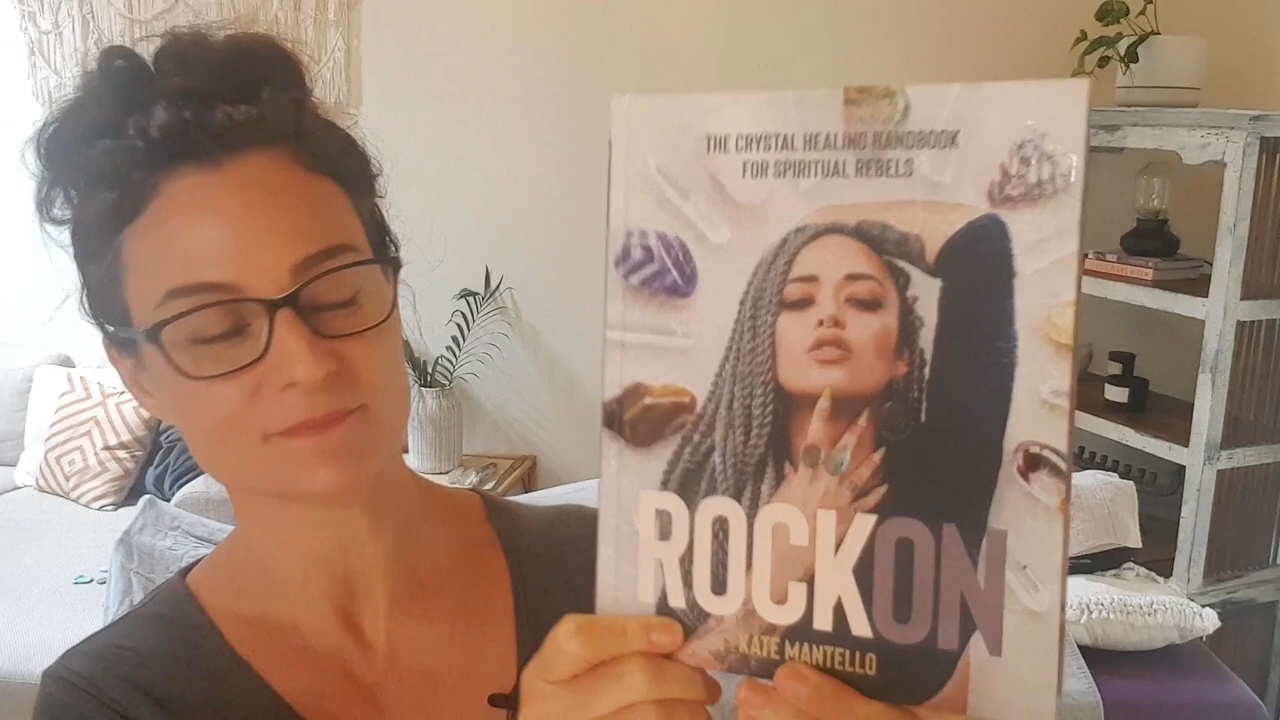 THE CRYSTAL HEALING HANDBOOK
FOR SPIRITUAL REBELS
ROCKON
KATE MANTELLO